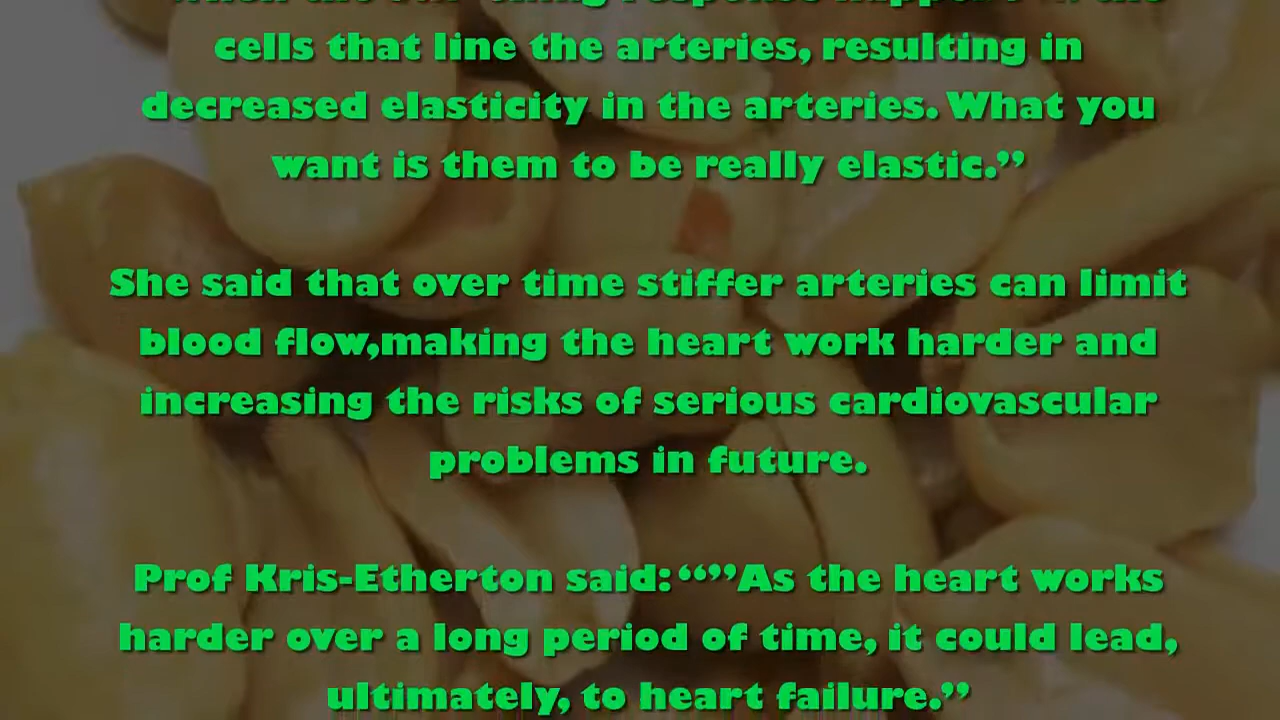 cells that line the arteries, resulting in
decreased elasticity in the arteries. What you
want is them to be really elastic.”
She said that over time stiffer arteries can limit
blood flow,making the heart work harder and
increasing the risks of serious cardiovascular
problems in future.
Prof Kris-Etherton said: “”"As the heart works
harder over a long period of time, it could lead,
ultimately, to heart failure.”